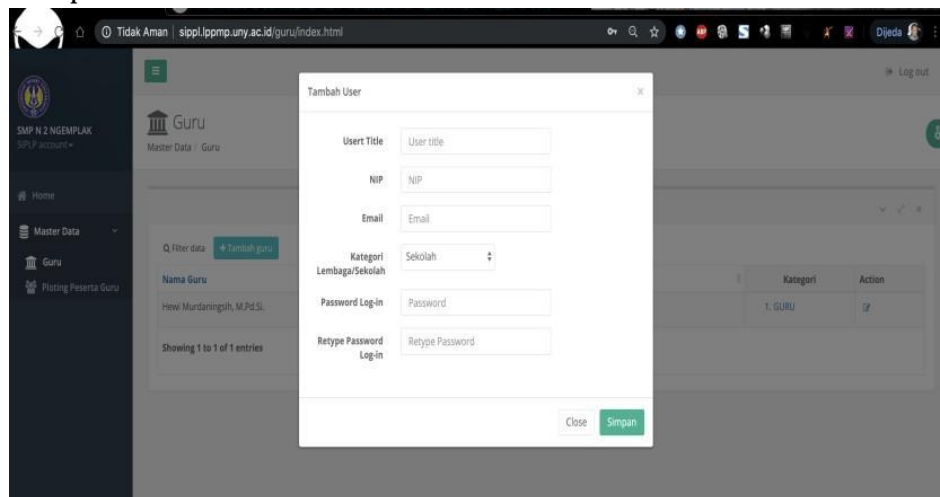 Tidak Aman | sippl.lppmp.uny.ac.id/guru/index.html
Dijeda
Log out
SMP N 2 NGEMPLAK
SIPLP account
Guru
Master Data / Guru
Home
Master Data
Guru
Ploting Peserta Guru
Filter data
+Tambah guru
Nama Guru
Kategori
Action
Hewi Murdaningsih, M.Pd.Si.
1. GURU
Showing 1 to 1 of 1 entries
Tambah User
x
Usert Title
User title
NIP
NIP
Email
Email
Kategori
Lembaga/Sekolah
Sekolah
Password Log-in
Password
Retype Password
Log-in
Retype Password
Close
Simpan